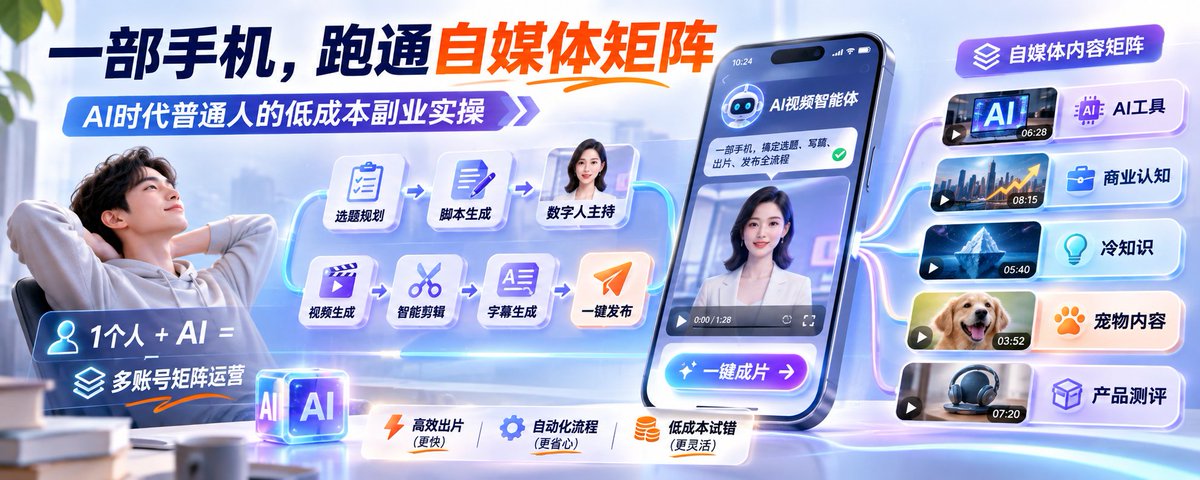 一部手机，跑通自媒体矩阵
AI时代普通人的低成本副业实操
选题规划
脚本生成
数字人主持
视频生成
智能剪辑
字幕生成
一键发布
1个人 + AI =
多账号矩阵运营
AI
AI
高效出片
(更快)
自动化流程
(更省心)
低成本试错
(更灵活)
10:24
AI视频智能体
一部手机，搞定选题、写稿、
出片、发布全流程
0:00 / 1:28
一键成片
自媒体内容矩阵
AI
06:28
AI
AI工具
08:15
商业认知
05:40
冷知识
03:52
宠物内容
07:20
产品测评